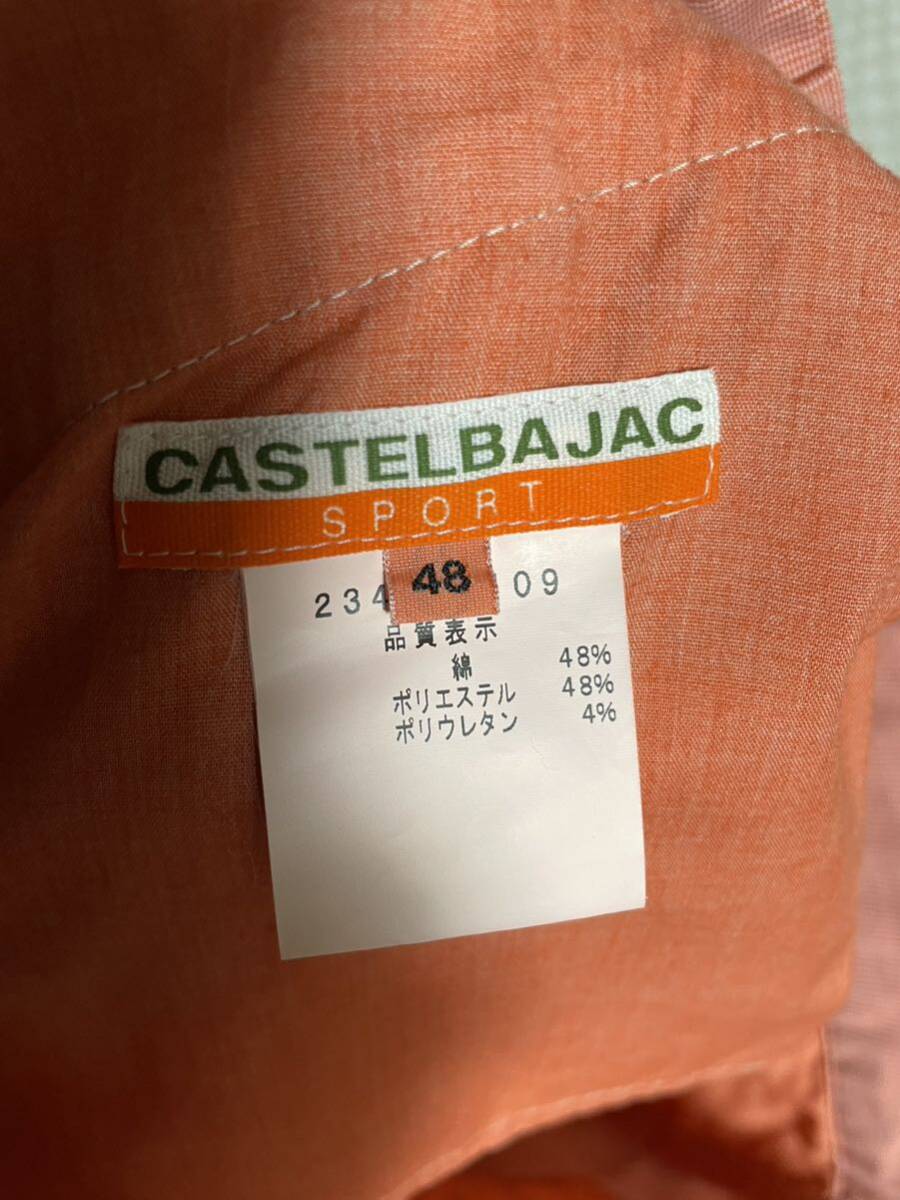 CASTELBAJAC
SPORT
48
234 09
品質表示
綿 48%
ポリエステル 48%
ポリウレタン 4%